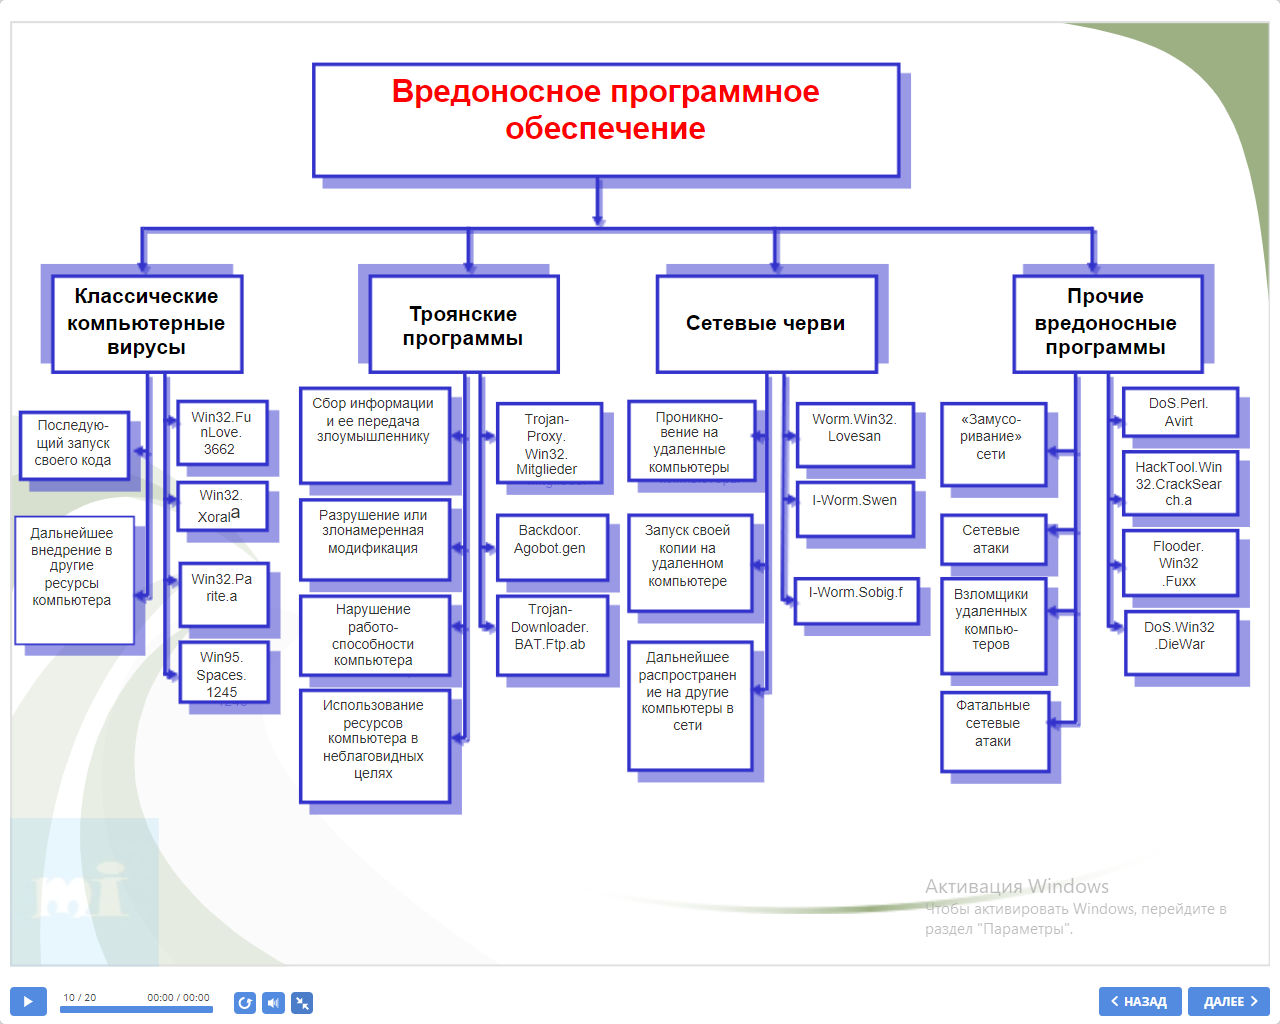 Вредоносное программное
обеспечение
Классические
компьютерные
вирусы
Троянские
программы
Сетевые черви
Прочие
вредоносные
программы
Последую-
щий запуск
своего кода
Дальнейшее
внедрение в
другие
ресурсы
компьютера
Win32.Fu
nLove.
3662
Win32.
Xorala
Win32.Pa
rite.a
Win95.
Spaces.
1245
Сбор информации
и ее передача
злоумышленнику
Разрушение или
злонамеренная
модификация
Нарушение
работо-
способности
компьютера
Использование
ресурсов
компьютера в
неблаговидных
целях
Trojan-
Proxy.
Win32.
Mitglieder
Backdoor.
Agobot.gen
Trojan-
Downloader.
BAT.Ftp.ab
Проникно-
вение на
удаленные
компьютеры
Запуск своей
копии на
удаленном
компьютере
Дальнейшее
распространен
ие на другие
компьютеры в
сети
Worm.Win32.
Lovesan
I-Worm.Swen
I-Worm.Sobig.f
«Замусо-
ривание»
сети
Сетевые
атаки
Взломщики
удаленных
компью-
теров
Фатальные
сетевые
атаки
DoS.Perl.
Avirt
HackTool.Win
32.CrackSear
ch.a
Flooder.
Win32
.Fuxx
DoS.Win32
.DieWar
mi
Активация Windows
Чтобы активировать Windows, перейдите в
раздел "Параметры".
10 / 20
00:00 / 00:00
НАЗАД
ДАЛЕЕ